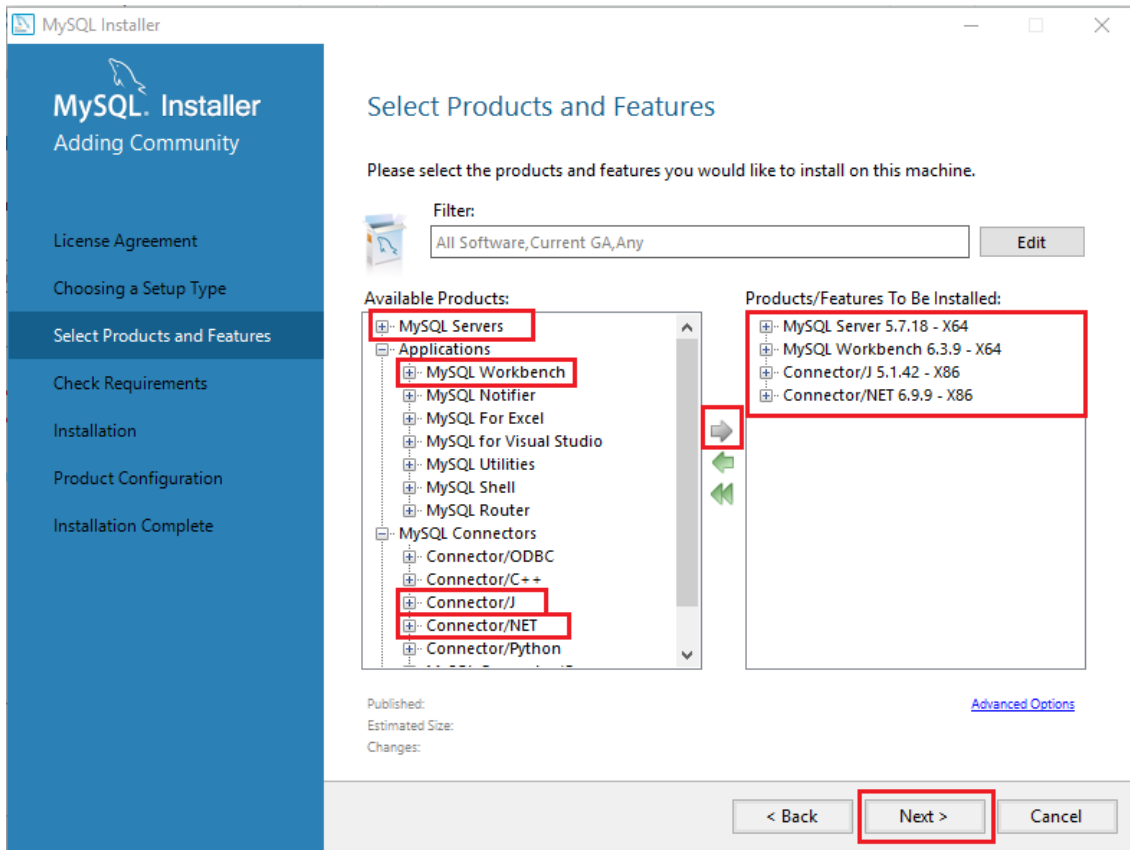 MySQL Installer
MySQL. Installer
Adding Community
License Agreement
Choosing a Setup Type
Select Products and Features
Check Requirements
Installation
Product Configuration
Installation Complete
Select Products and Features
Please select the products and features you would like to install on this machine.
Filter:
All Software,Current GA,Any
Edit
Available Products:
MySQL Servers
Applications
MySQL Workbench
MySQL Notifier
MySQL For Excel
MySQL for Visual Studio
MySQL Utilities
MySQL Shell
MySQL Router
MySQL Connectors
Connector/ODBC
Connector/C++
Connector/J
Connector/NET
Connector/Python
Products/Features To Be Installed:
MySQL Server 5.7.18 - X64
MySQL Workbench 6.3.9 - X64
Connector/J 5.1.42 - X86
Connector/NET 6.9.9 - X86
Published:
Estimated Size:
Changes:
Advanced Options
< Back
Next >
Cancel